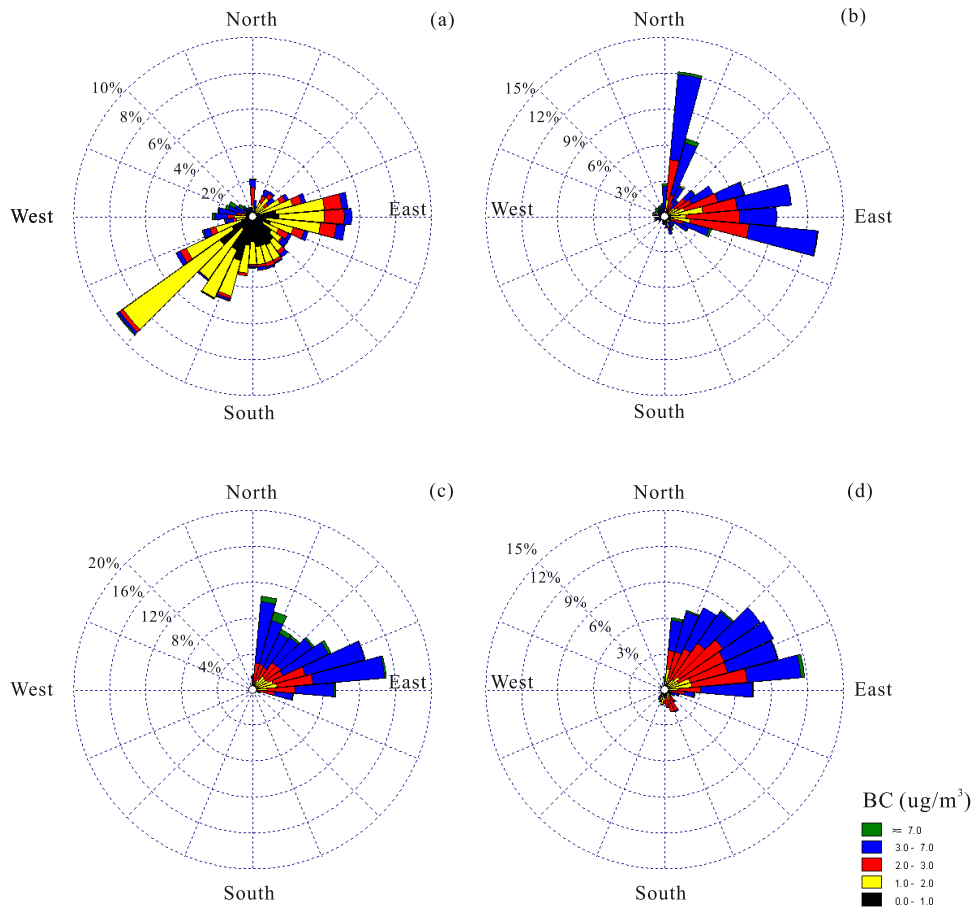 North
(a)
10%
8%
6%
4%
2%
West
East
South
North
(b)
15%
12%
9%
6%
3%
West
East
South
North
(c)
20%
16%
12%
8%
4%
West
East
South
North
(d)
15%
12%
9%
6%
3%
West
East
South
BC (ug/m³)
>= 7.0
3.0 - 7.0
2.0 - 3.0
1.0 - 2.0
0.0 - 1.0